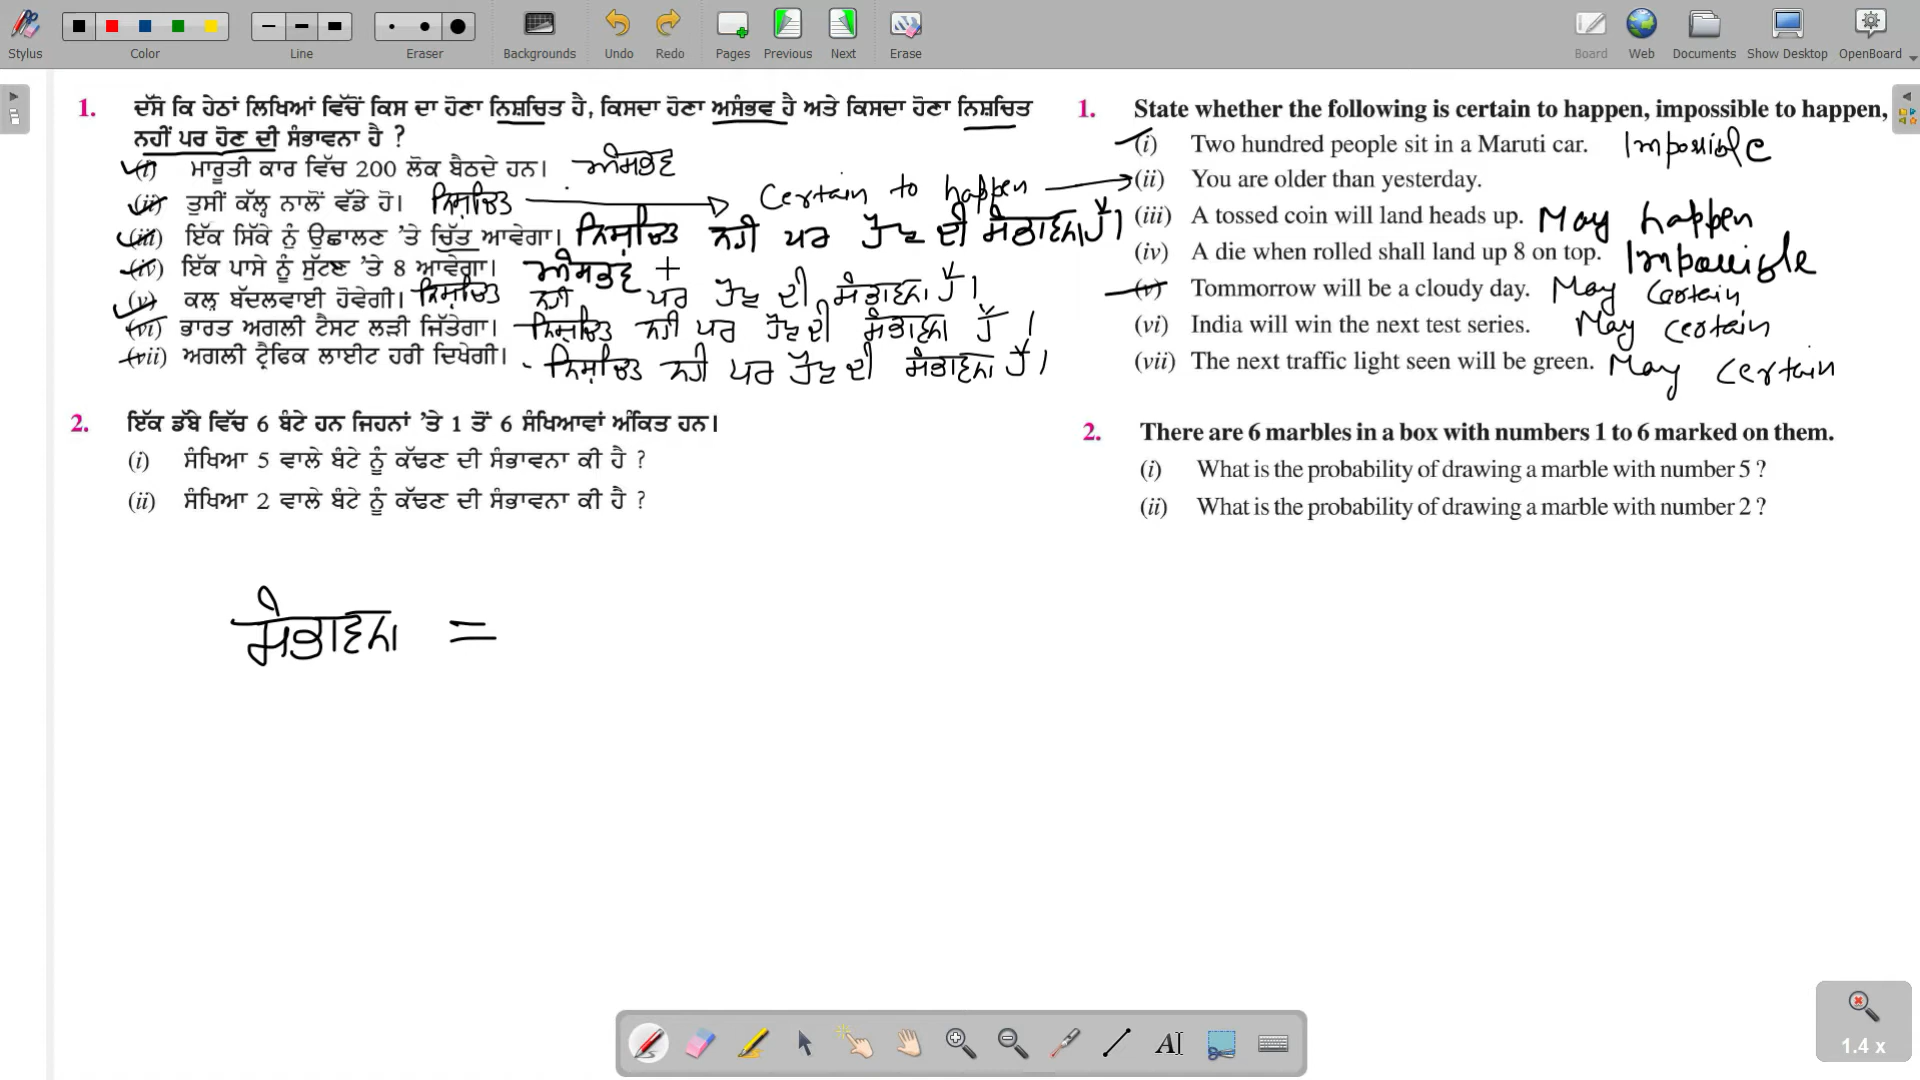 Stylus
Color
Line
Eraser
Backgrounds
Undo
Redo
Pages
Previous
Next
Erase
Board
Web
Documents
Show Desktop
OpenBoard
1. ਦੱਸੋ ਕਿ ਹੇਠਾਂ ਲਿਖਿਆਂ ਵਿੱਚੋਂ ਕਿਸ ਦਾ ਹੋਣਾ ਨਿਸ਼ਚਿਤ ਹੈ, ਕਿਸਦਾ ਹੋਣਾ ਅਸੰਭਵ ਹੈ ਅਤੇ ਕਿਸਦਾ ਹੋਣਾ ਨਿਸ਼ਚਿਤ
ਨਹੀਂ ਪਰ ਹੋਣ ਦੀ ਸੰਭਾਵਨਾ ਹੈ ?
(i) ਮਾਰੂਤੀ ਕਾਰ ਵਿੱਚ 200 ਲੋਕ ਬੈਠਦੇ ਹਨ। ਅਸੰਭਵ
(ii) ਤੁਸੀਂ ਕੱਲ੍ਹ ਨਾਲੋਂ ਵੱਡੇ ਹੋ। ਨਿਸ਼ਚਿਤ Certain to happen
(iii) ਇੱਕ ਸਿੱਕੇ ਨੂੰ ਉਛਾਲਣ 'ਤੇ ਚਿੱਤ ਆਵੇਗਾ। ਨਿਸ਼ਚਿਤ ਨਹੀ ਪਰ ਹੋਣ ਦੀ ਸੰਭਾਵਨਾ ਹੈ।
(iv) ਇੱਕ ਪਾਸੇ ਨੂੰ ਸੁੱਟਣ 'ਤੇ 8 ਆਵੇਗਾ। ਅਸੰਭਵ
(v) ਕਲ੍ਹ ਬੱਦਲਵਾਈ ਹੋਵੇਗੀ। ਨਿਸ਼ਚਿਤ ਨਹੀ ਪਰ ਹੋਣ ਦੀ ਸੰਭਾਵਨਾ ਹੈ।
(vi) ਭਾਰਤ ਅਗਲੀ ਟੈਸਟ ਲੜੀ ਜਿੱਤੇਗਾ। ਨਿਸ਼ਚਿਤ ਨਹੀ ਪਰ ਹੋਣ ਦੀ ਸੰਭਾਵਨਾ ਹੈ।
(vii) ਅਗਲੀ ਟ੍ਰੈਫਿਕ ਲਾਈਟ ਹਰੀ ਦਿਖੇਗੀ। ਨਿਸ਼ਚਿਤ ਨਹੀ ਪਰ ਹੋਣ ਦੀ ਸੰਭਾਵਨਾ ਹੈ।
2. ਇੱਕ ਡੱਬੇ ਵਿੱਚ 6 ਬੰਟੇ ਹਨ ਜਿਹਨਾਂ 'ਤੇ 1 ਤੋਂ 6 ਸੰਖਿਆਵਾਂ ਅੰਕਿਤ ਹਨ।
(i) ਸੰਖਿਆ 5 ਵਾਲੇ ਬੰਟੇ ਨੂੰ ਕੱਢਣ ਦੀ ਸੰਭਾਵਨਾ ਕੀ ਹੈ ?
(ii) ਸੰਖਿਆ 2 ਵਾਲੇ ਬੰਟੇ ਨੂੰ ਕੱਢਣ ਦੀ ਸੰਭਾਵਨਾ ਕੀ ਹੈ ?
ਸੰਭਾਵਨਾ =
1. State whether the following is certain to happen, impossible to happen,
(i) Two hundred people sit in a Maruti car. Impossible
(ii) You are older than yesterday.
(iii) A tossed coin will land heads up. May happen
(iv) A die when rolled shall land up 8 on top. Impossible
(v) Tommorrow will be a cloudy day. May certain
(vi) India will win the next test series. May certain
(vii) The next traffic light seen will be green. May certain
2. There are 6 marbles in a box with numbers 1 to 6 marked on them.
(i) What is the probability of drawing a marble with number 5 ?
(ii) What is the probability of drawing a marble with number 2 ?
1.4 x